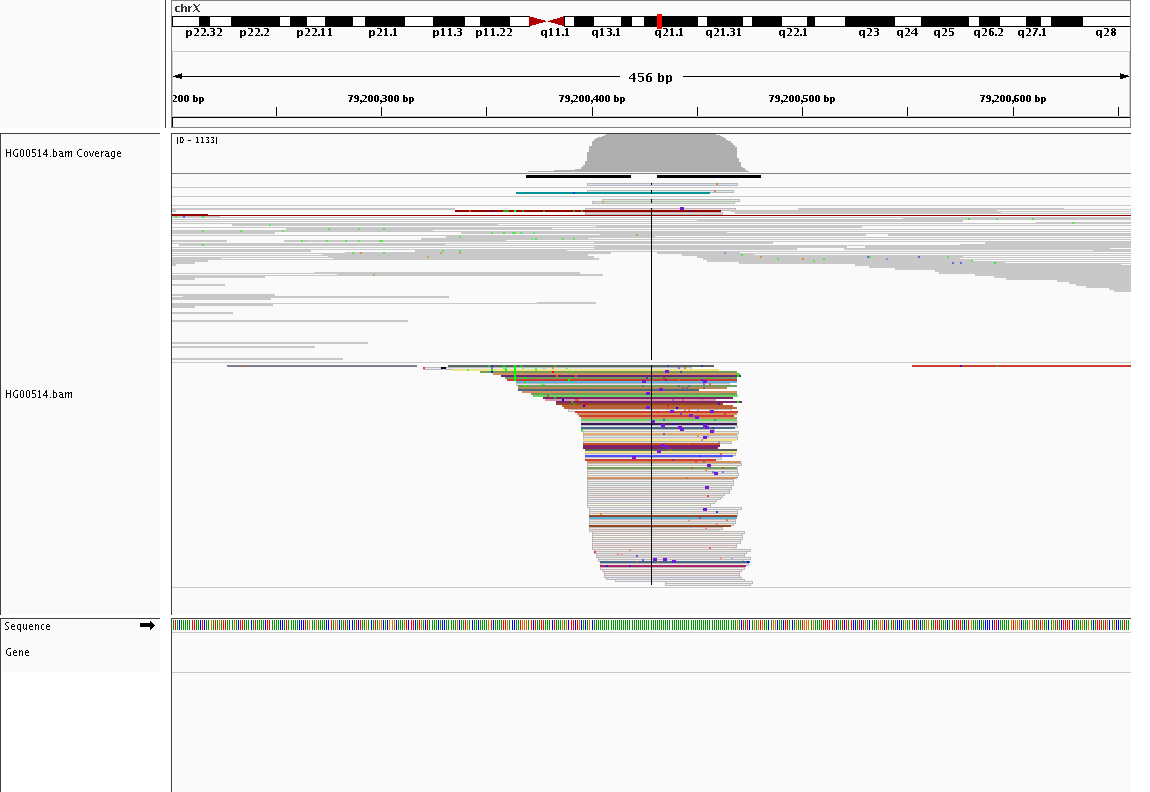 chrX
p22.32 p22.2 p22.11 p21.1 p11.3 p11.22 q11.1 q13.1 q21.1 q21.31 q22.1 q23 q24 q25 q26.2 q27.1 q28
456 bp
200 bp 79,200,300 bp 79,200,400 bp 79,200,500 bp 79,200,600 bp
[0 - 1133]
HG00514.bam Coverage
HG00514.bam
Sequence
Gene